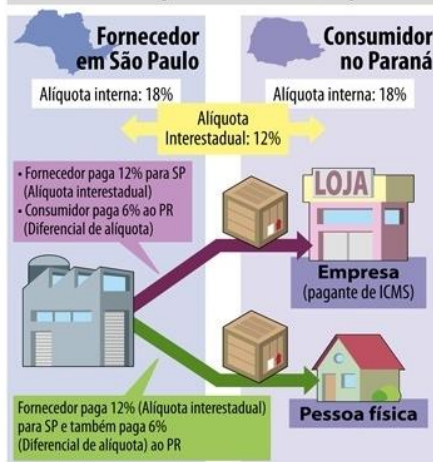 Fornecedor
em São Paulo
Alíquota interna: 18%
Consumidor
no Paraná
Alíquota interna: 18%
Alíquota
Interestadual: 12%
• Fornecedor paga 12% para SP
(Alíquota interestadual)
• Consumidor paga 6% ao PR
(Diferencial de alíquota)
LOJA
Empresa
(pagante de ICMS)
Fornecedor paga 12% (Alíquota interestadual)
para SP e também paga 6%
(Diferencial de alíquota) ao PR
Pessoa física